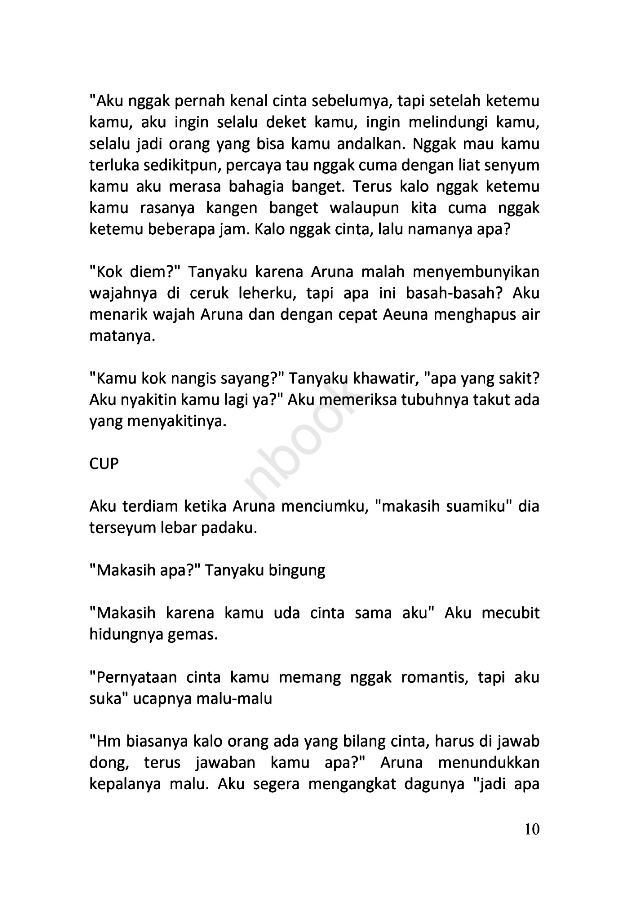 "Aku nggak pernah kenal cinta sebelumya, tapi setelah ketemu
kamu, aku ingin selalu deket kamu, ingin melindungi kamu,
selalu jadi orang yang bisa kamu andalkan. Nggak mau kamu
terluka sedikitpun, percaya tau nggak cuma dengan liat senyum
kamu aku merasa bahagia banget. Terus kalo nggak ketemu
kamu rasanya kangen banget walaupun kita cuma nggak
ketemu beberapa jam. Kalo nggak cinta, lalu namanya apa?
"Kok diem?" Tanyaku karena Aruna malah menyembunyikan
wajahnya di ceruk leherku, tapi apa ini basah-basah? Aku
menarik wajah Aruna dan dengan cepat Aeuna menghapus air
matanya.
"Kamu kok nangis sayang?" Tanyaku khawatir, "apa yang sakit?
Aku nyakitin kamu lagi ya?" Aku memeriksa tubuhnya takut ada
yang menyakitinya.
nbook
CUP
Aku terdiam ketika Aruna menciumku, "makasih suamiku" dia
terseyum lebar padaku.
"Makasih apa?" Tanyaku bingung
"Makasih karena kamu uda cinta sama aku" Aku mecubit
hidungnya gemas.
"Pernyataan cinta kamu memang nggak romantis, tapi aku
suka" ucapnya malu-malu
"Hm biasanya kalo orang ada yang bilang cinta, harus di jawab
dong, terus jawaban kamu apa?" Aruna menundukkan
kepalanya malu. Aku segera mengangkat dagunya "jadi apa
10